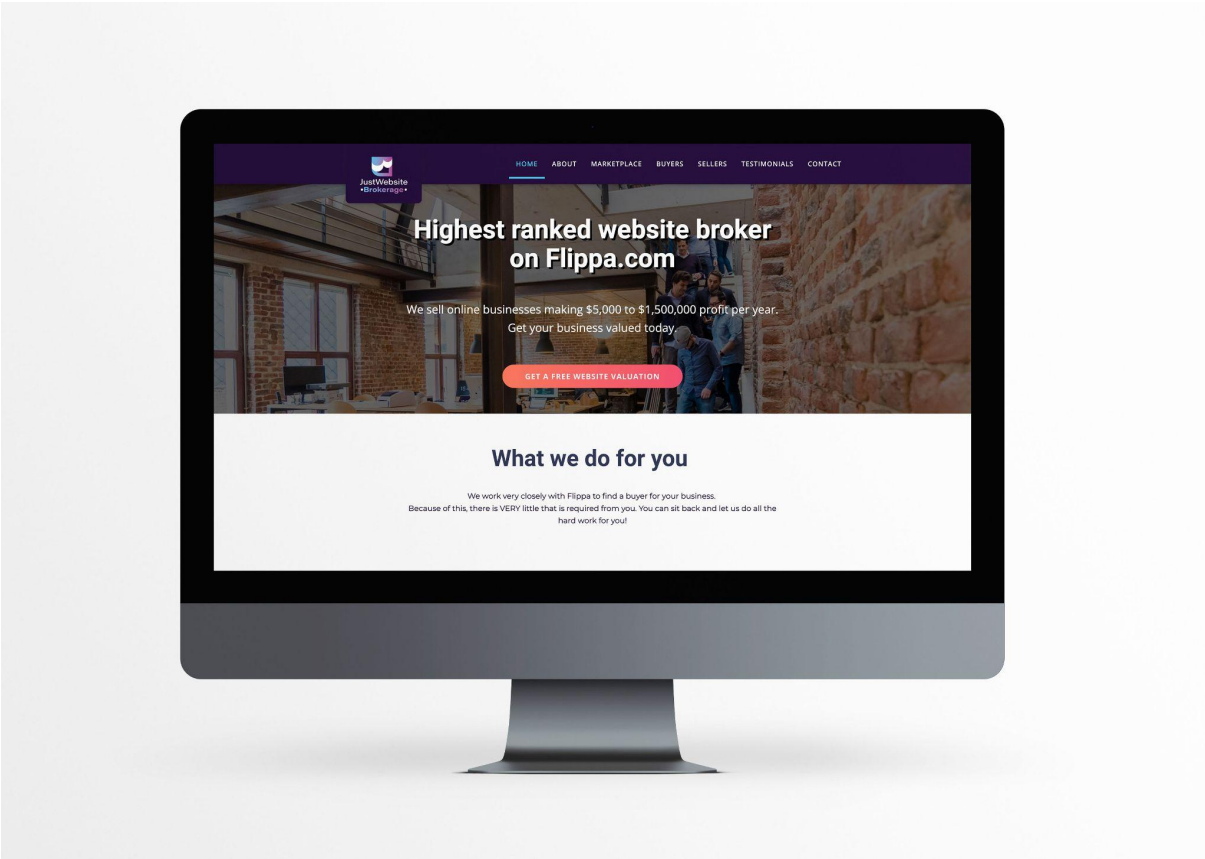 JustWebsite
•Brokerage•
HOME ABOUT MARKETPLACE BUYERS SELLERS TESTIMONIALS CONTACT
Highest ranked website broker
on Flippa.com
We sell online businesses making $5,000 to $1,500,000 profit per year.
Get your business valued today.
GET A FREE WEBSITE VALUATION
What we do for you
We work very closely with Flippa to find a buyer for your business.
Because of this, there is VERY little that is required from you. You can sit back and let us do all the
hard work for you!